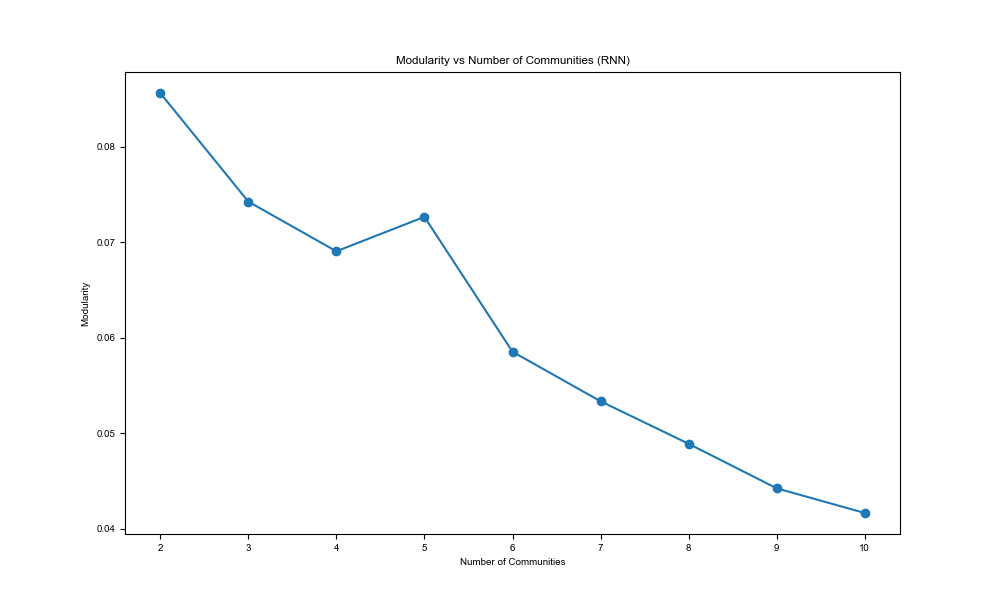 Modularity vs Number of Communities (RNN)
Modularity
0.08
0.07
0.06
0.05
0.04
2 3 4 5 6 7 8 9 10
Number of Communities